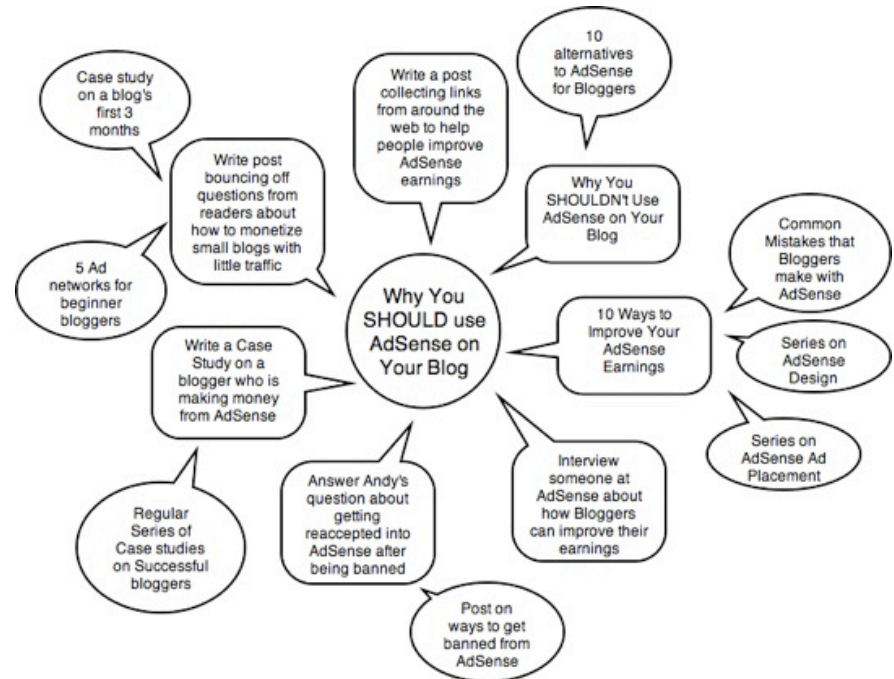 10
alternatives
to AdSense
for Bloggers
Case study
on a blog's
first 3
months
Write a post
collecting links
from around the
web to help
people improve
AdSense
earnings
Write post
bouncing off
questions from
readers about
how to monetize
small blogs with
little traffic
Why You
SHOULDN't Use
AdSense on Your
Blog
Common
Mistakes that
Bloggers
make with
AdSense
5 Ad
networks for
beginner
bloggers
Why You
SHOULD use
AdSense on
Your Blog
10 Ways to
Improve Your
AdSense
Earnings
Series on
AdSense
Design
Write a Case
Study on a
blogger who is
making money
from AdSense
Series on
AdSense Ad
Placement
Interview
someone at
AdSense about
how Bloggers
can improve their
earnings
Answer Andy's
question about
getting
reaccepted into
AdSense after
being banned
Regular
Series of
Case studies
on Successful
bloggers
Post on
ways to get
banned from
AdSense